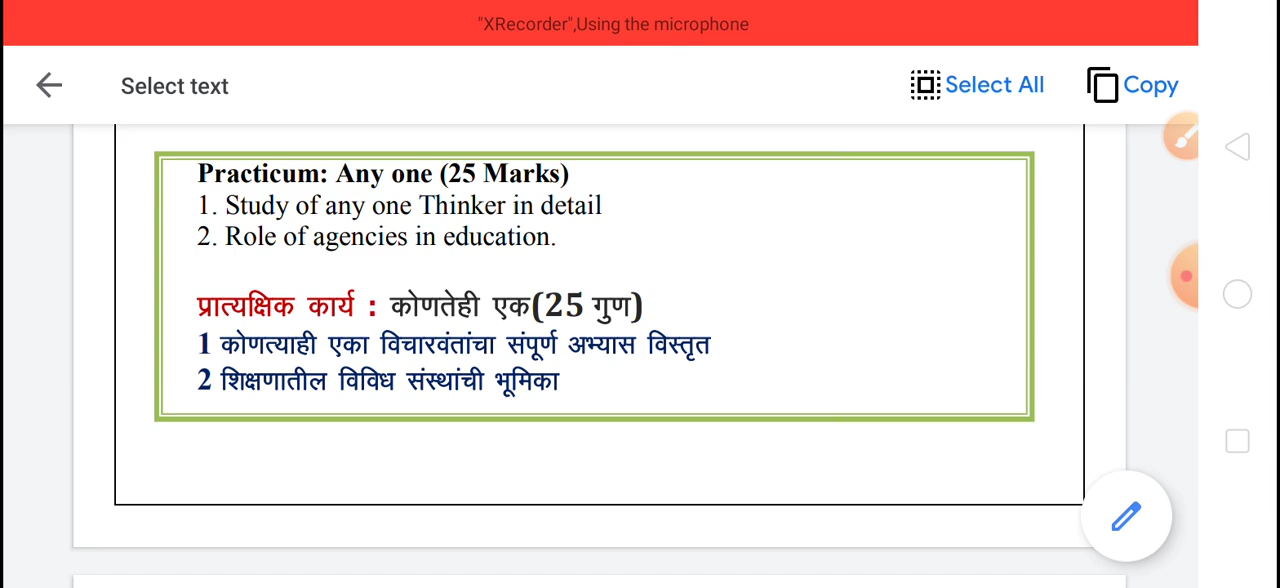 "XRecorder",Using the microphone
Select text
Select All
Copy
Practicum: Any one (25 Marks)
1. Study of any one Thinker in detail
2. Role of agencies in education.
प्रात्यक्षिक कार्य : कोणतेही एक(25 गुण)
1 कोणत्याही एका विचारवंतांचा संपूर्ण अभ्यास विस्तृत
2 शिक्षणातील विविध संस्थांची भूमिका